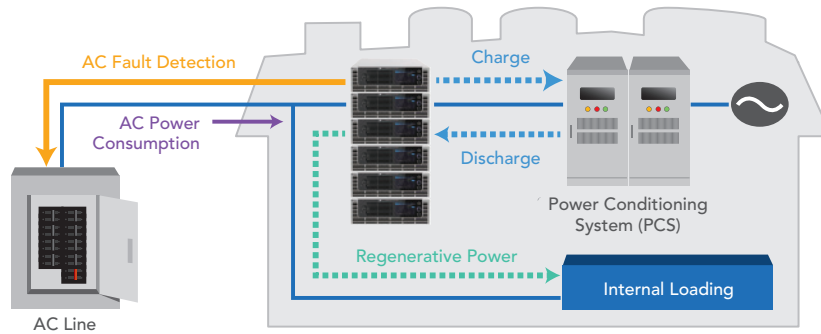 AC Fault Detection
Charge
AC Power
Consumption
Discharge
Power Conditioning
System (PCS)
Regenerative Power
Internal Loading
AC Line